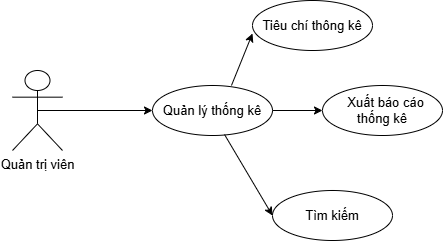 Tiêu chí thông kê
Quản lý thống kê
Xuất báo cáo
thống kê
Quản trị viên
Tìm kiếm